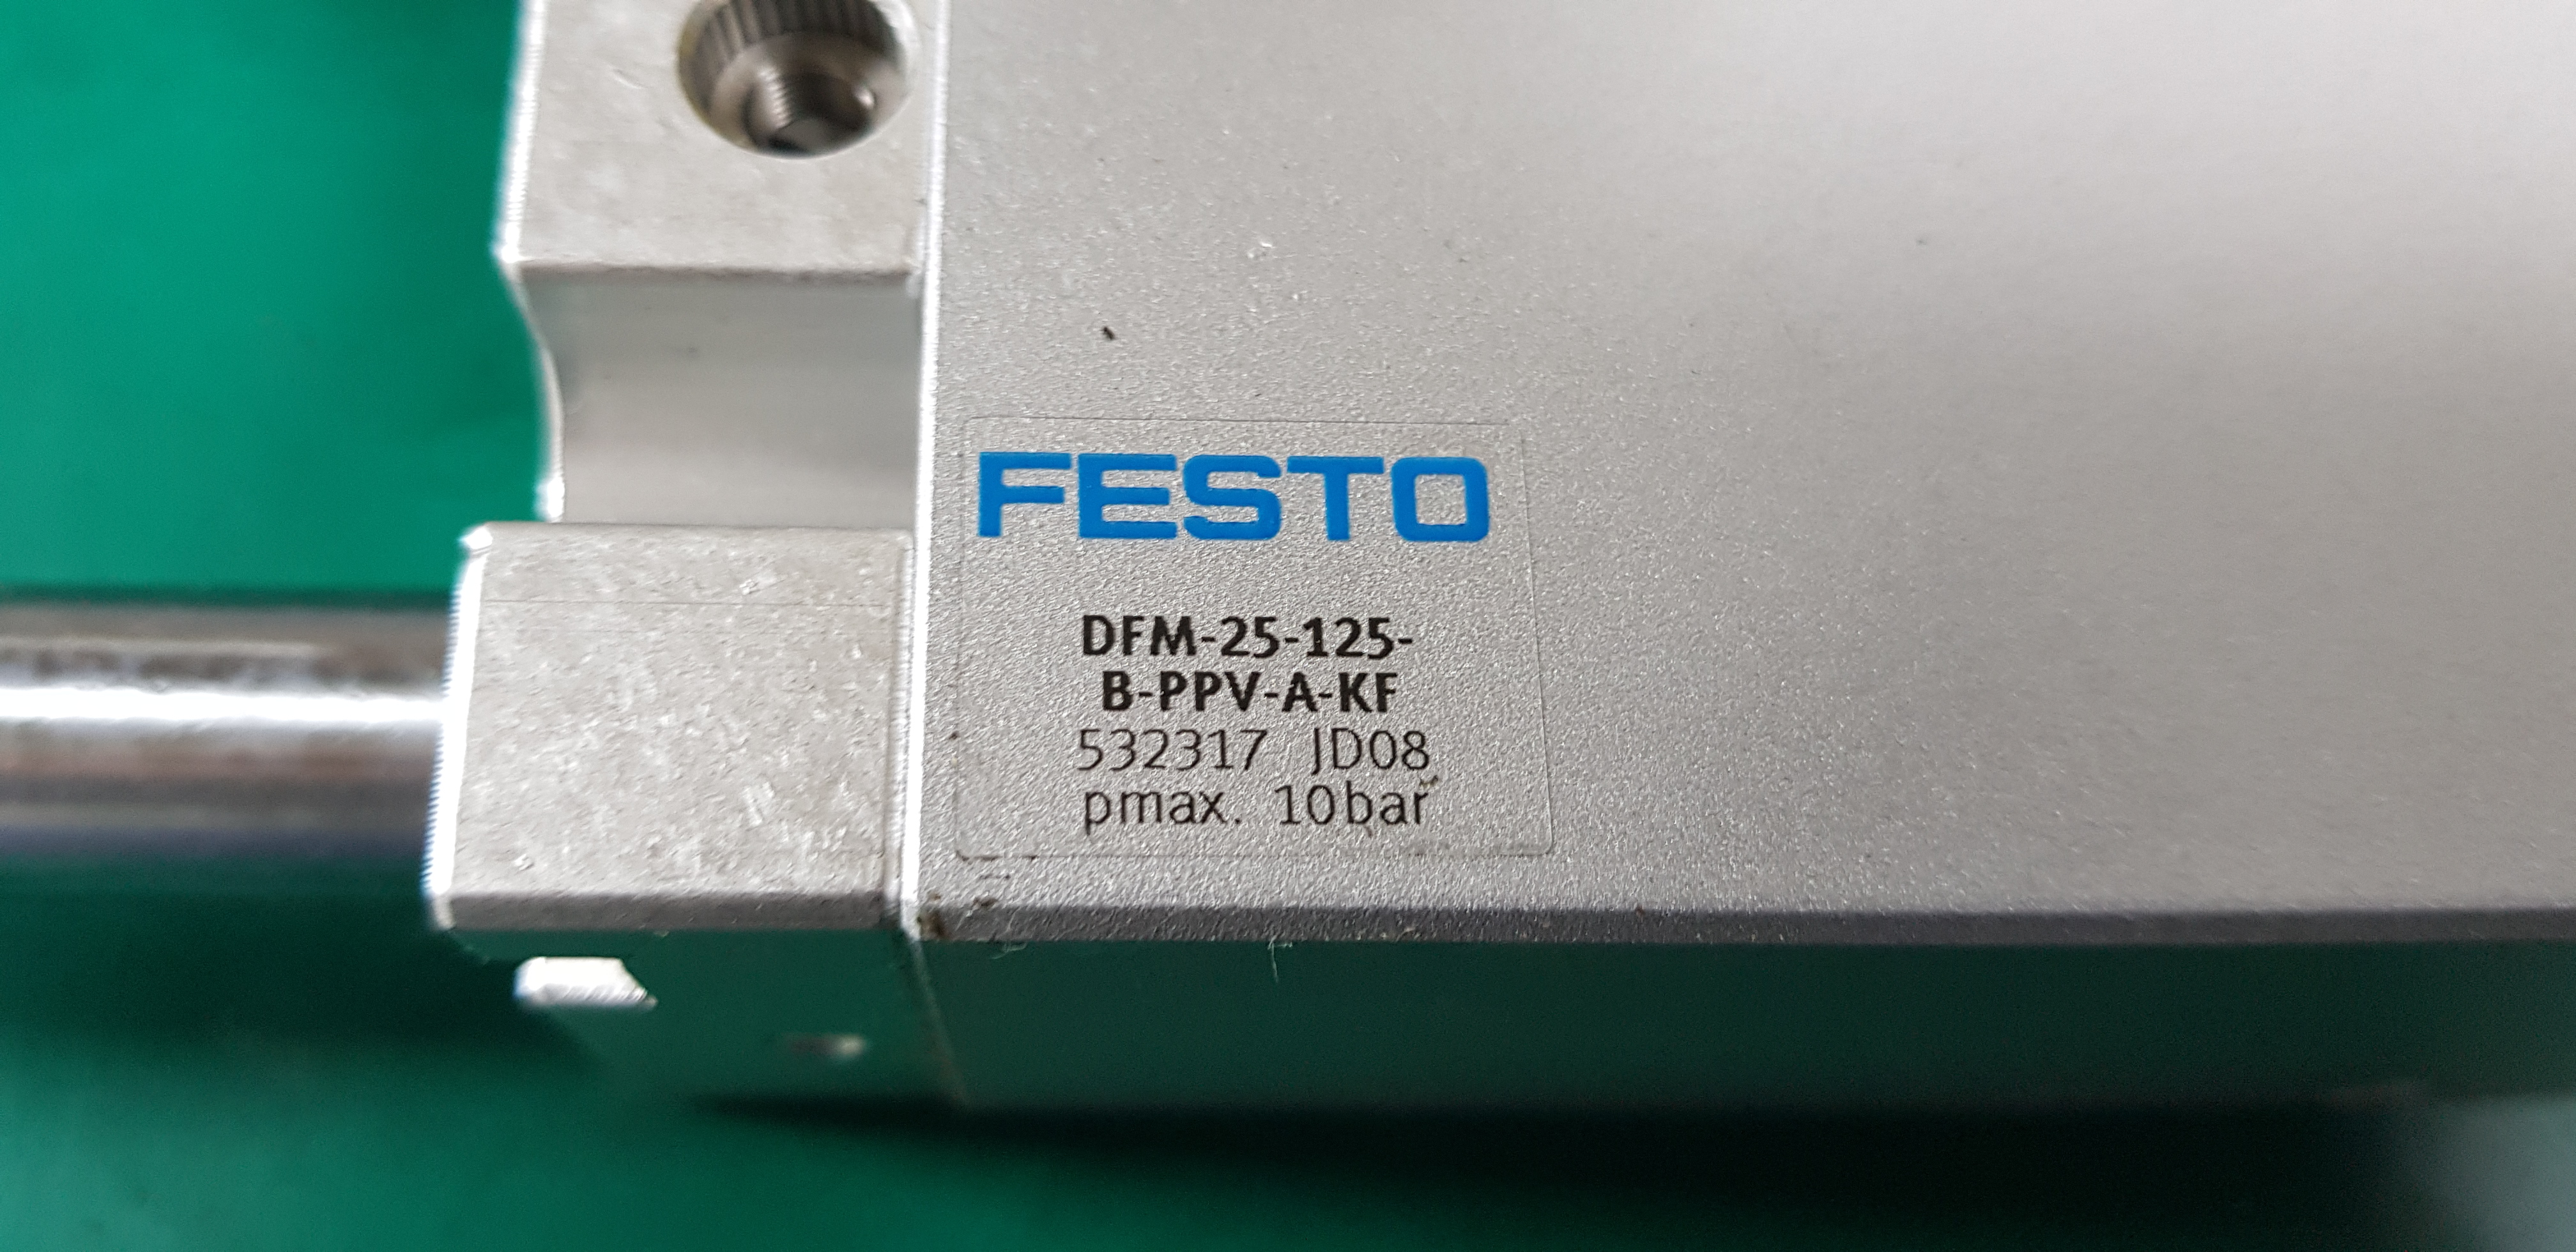 FESTO
DFM-25-125-
B-PPV-A-KF
532317 JD08
pmax. 10bar